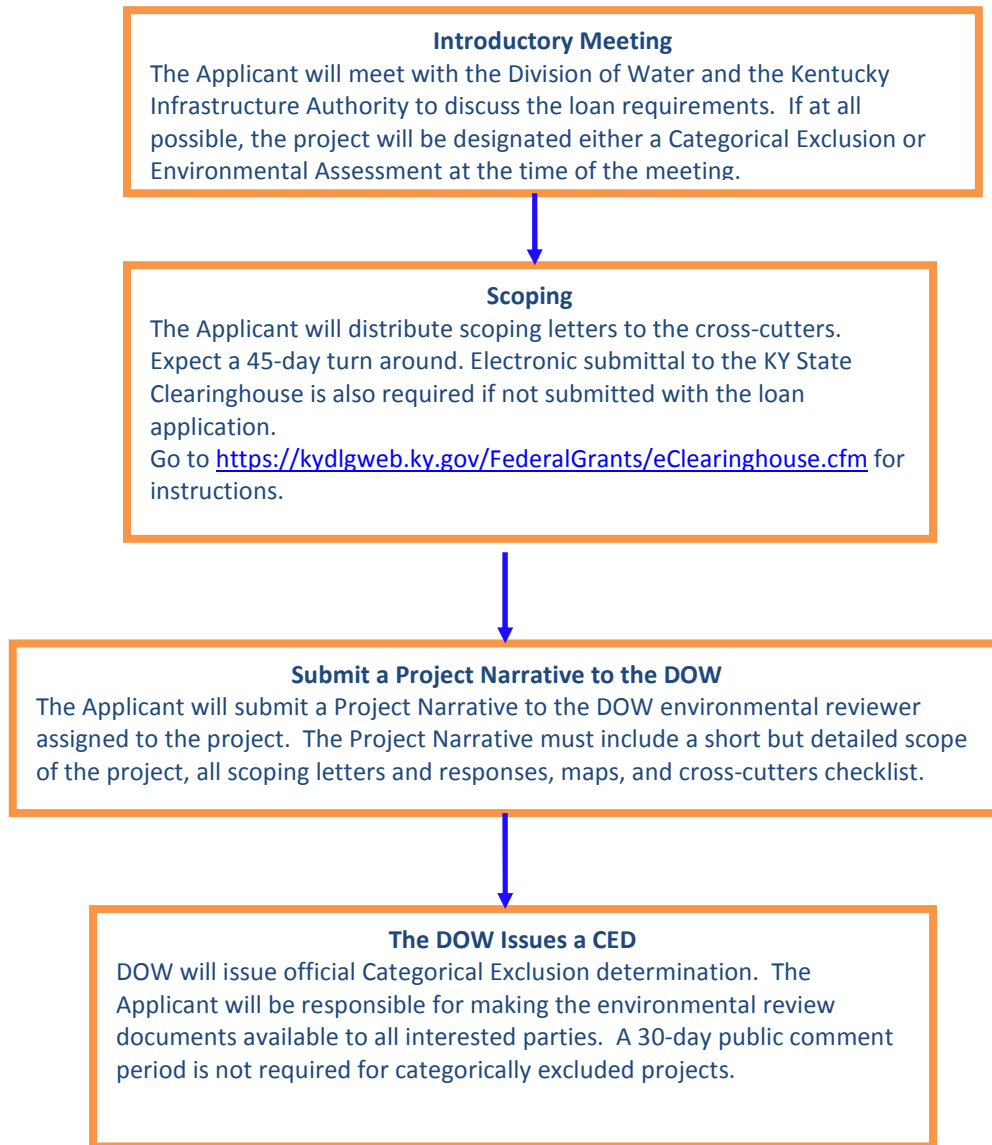 Introductory Meeting
The Applicant will meet with the Division of Water and the Kentucky
Infrastructure Authority to discuss the loan requirements.  If at all
possible, the project will be designated either a Categorical Exclusion or
Environmental Assessment at the time of the meeting.
Scoping
The Applicant will distribute scoping letters to the cross-cutters.
Expect a 45-day turn around. Electronic submittal to the KY State
Clearinghouse is also required if not submitted with the loan
application.
Go to https://kydlgweb.ky.gov/FederalGrants/eClearinghouse.cfm for
instructions.
Submit a Project Narrative to the DOW
The Applicant will submit a Project Narrative to the DOW environmental reviewer
assigned to the project.  The Project Narrative must include a short but detailed scope
of the project, all scoping letters and responses, maps, and cross-cutters checklist.
The DOW Issues a CED
DOW will issue official Categorical Exclusion determination.  The
Applicant will be responsible for making the environmental review
documents available to all interested parties.  A 30-day public comment
period is not required for categorically excluded projects.